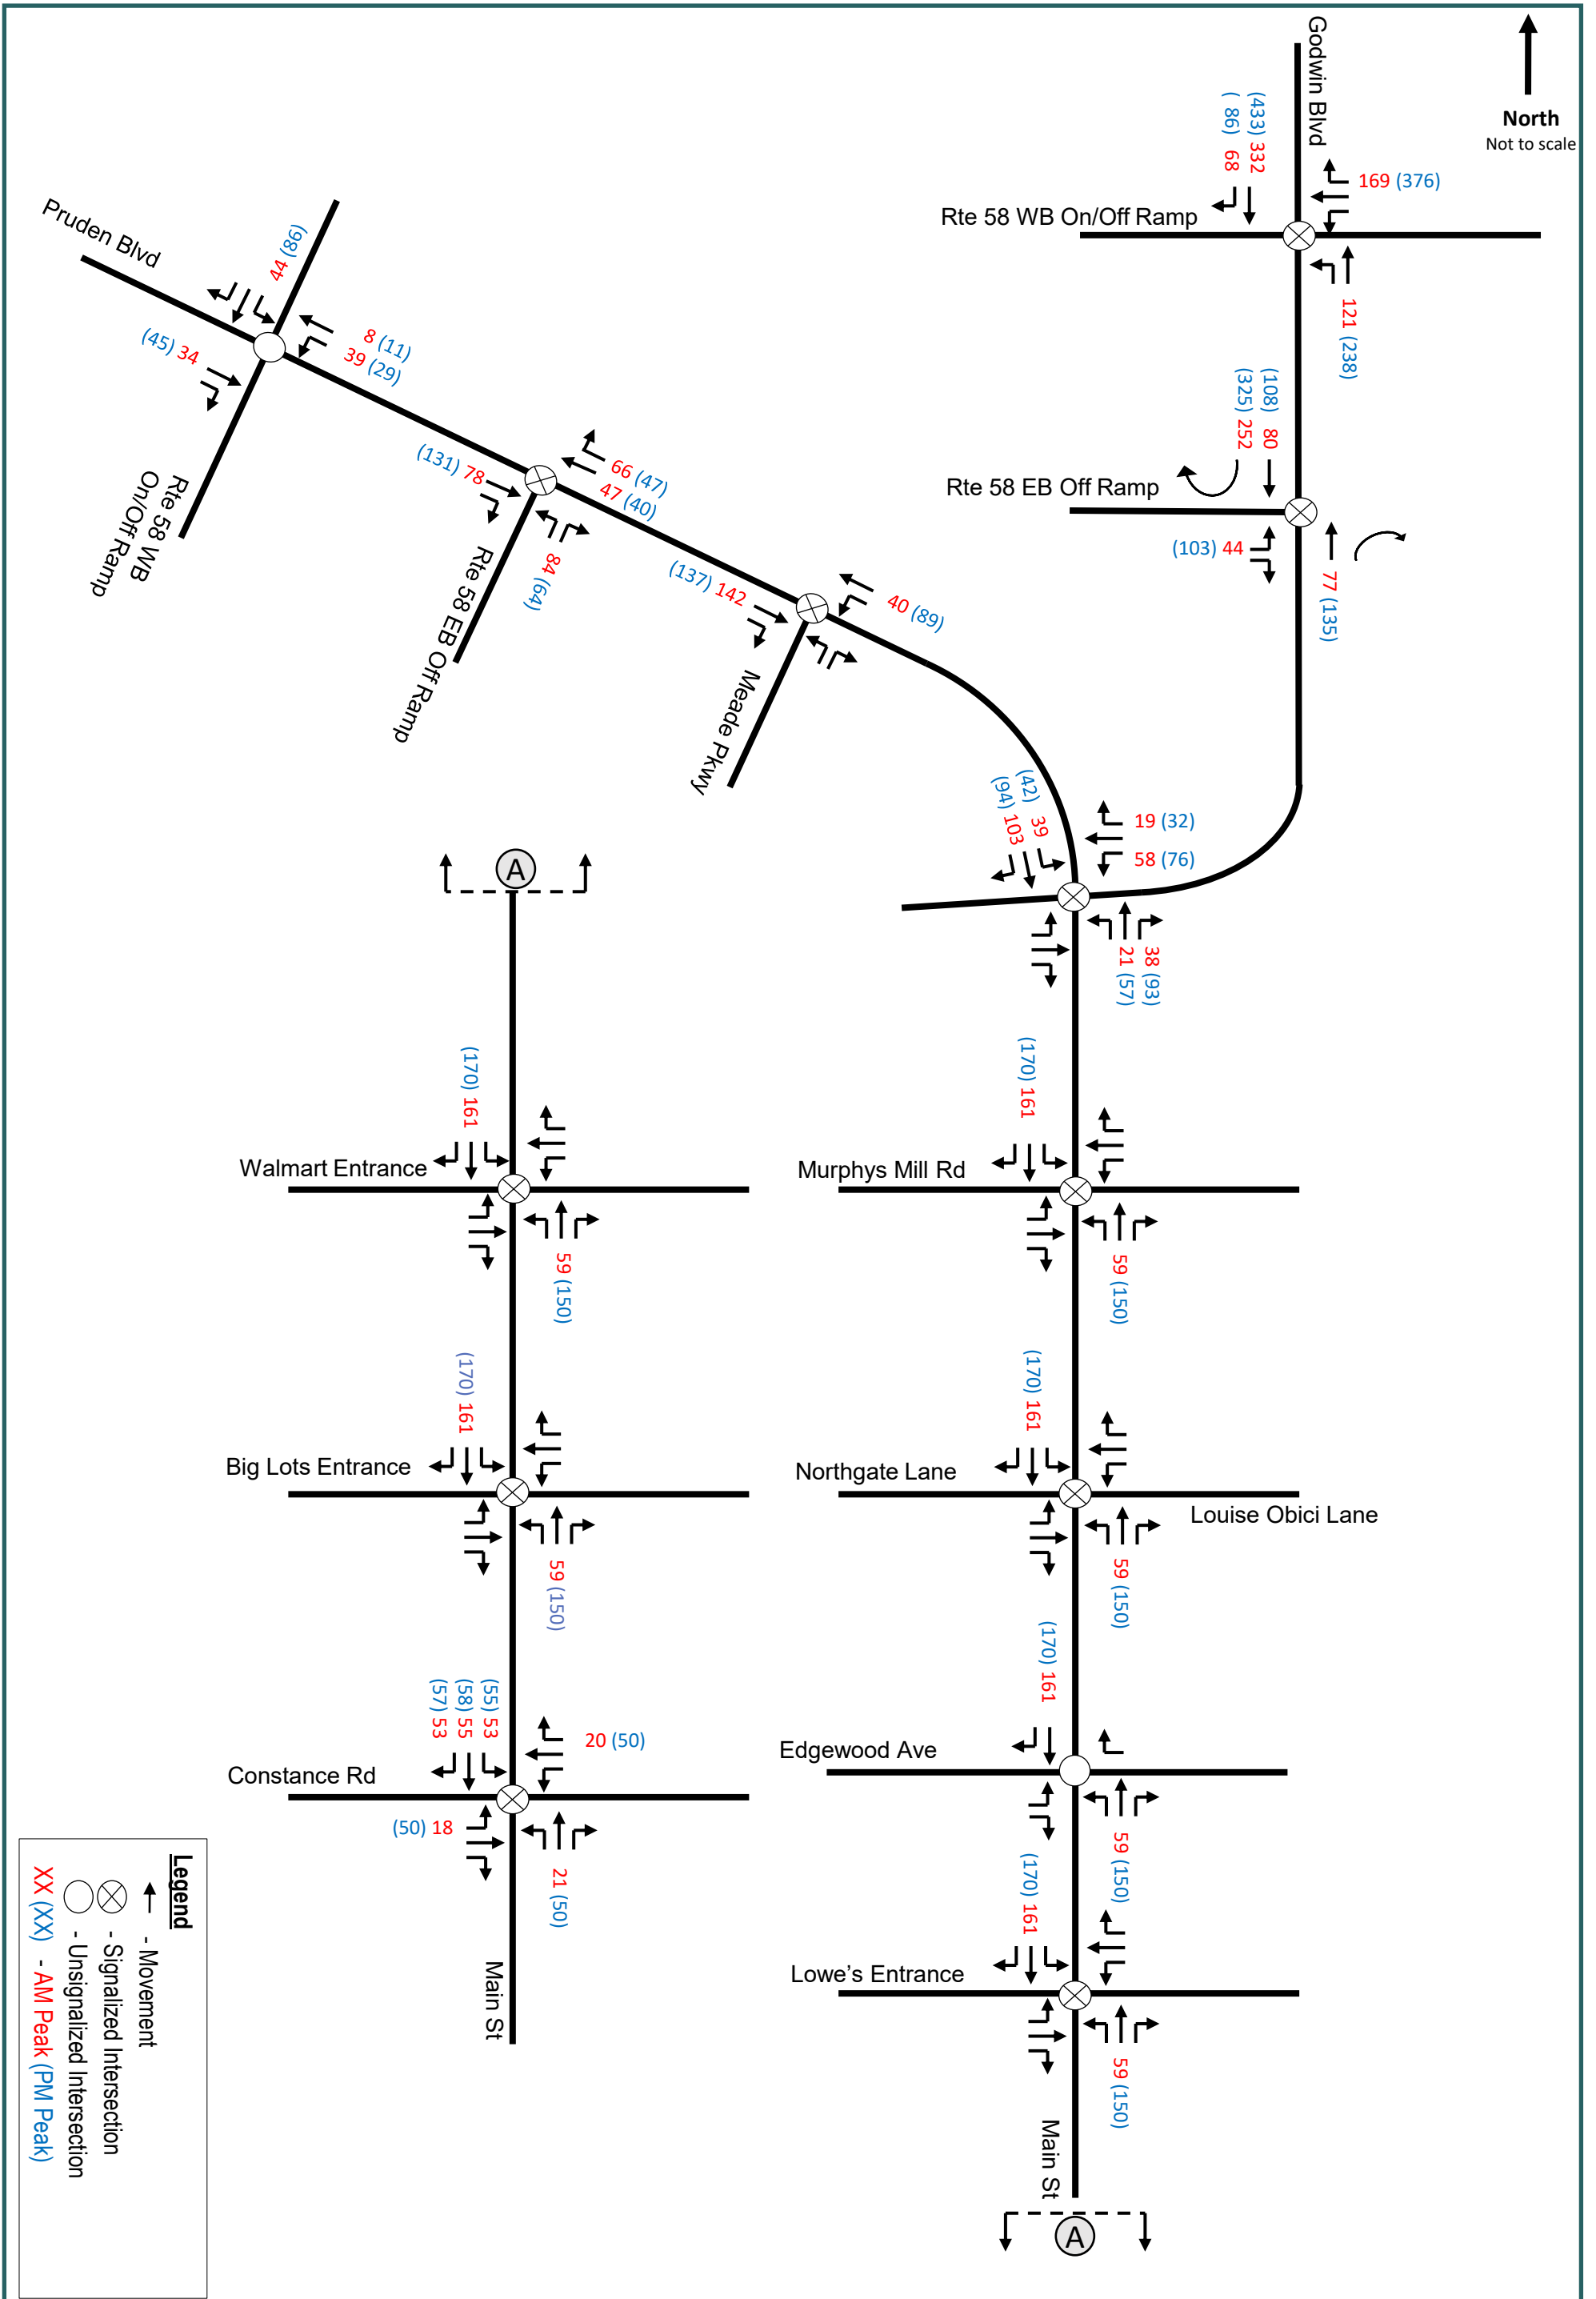 North
Not to scale
Godwin Blvd
(433) 332
( 86) 68
169 (376)
Rte 58 WB On/Off Ramp
121 (238)
(108) 80
(325) 252
Rte 58 EB Off Ramp
(103) 44
77 (135)
Pruden Blvd
44 (86)
(45) 34
8 (11)
39 (29)
Rte 58 WB
On/Off Ramp
(131) 78
66 (47)
47 (40)
Rte 58 EB Off Ramp
84 (64)
(137) 142
40 (89)
Meade Pkwy
(42) 39
(94) 103
19 (32)
58 (76)
38 (93)
21 (57)
A
(170) 161
Walmart Entrance
59 (150)
(170) 161
Murphys Mill Rd
59 (150)
(170) 161
Big Lots Entrance
59 (150)
(170) 161
Northgate Lane
Louise Obici Lane
59 (150)
(55) 53
(58) 55
(57) 53
20 (50)
Constance Rd
(50) 18
21 (50)
Main St
(170) 161
Edgewood Ave
59 (150)
(170) 161
Lowe's Entrance
59 (150)
Main St
A
Legend
- Movement
- Signalized Intersection
- Unsignalized Intersection
XX (XX) - AM Peak (PM Peak)